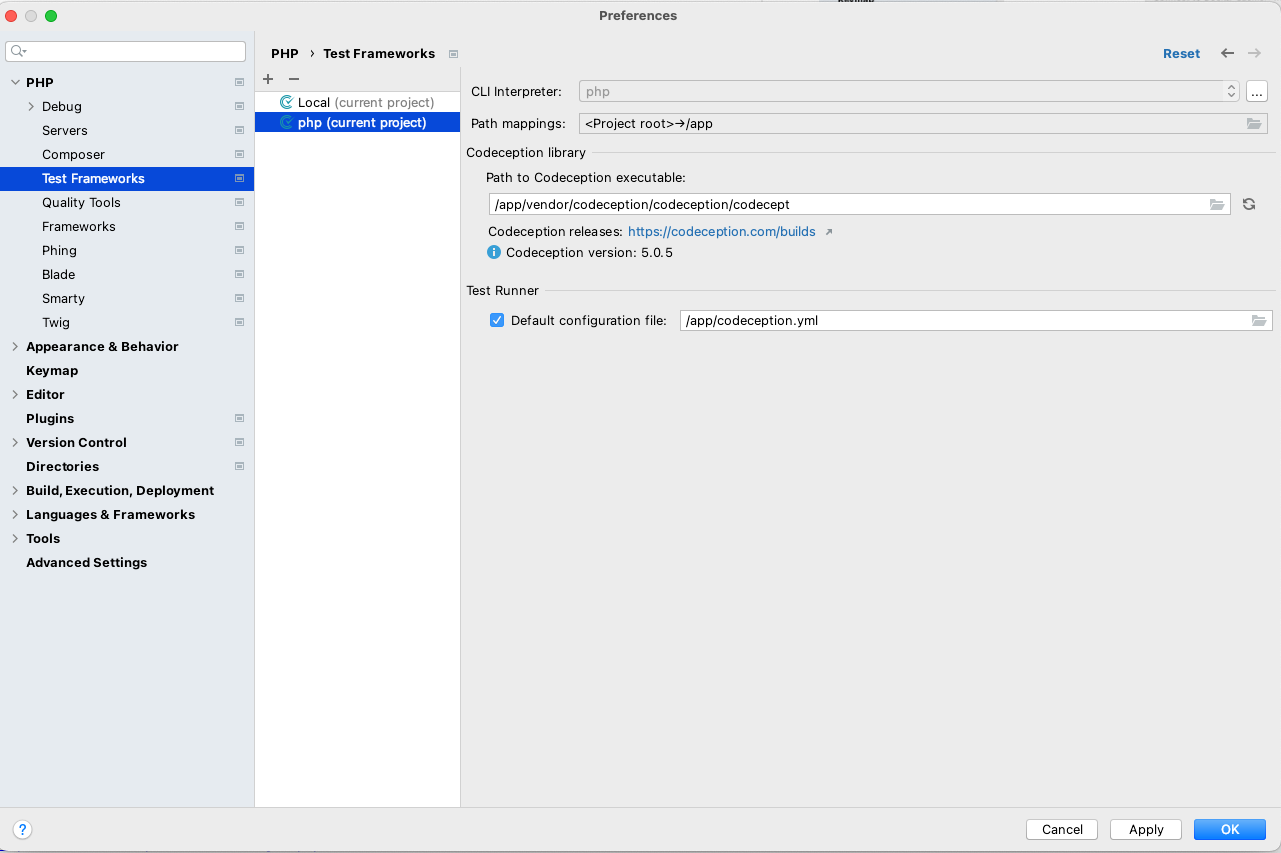 Preferences
PHP › Test Frameworks
Reset
PHP
Debug
Servers
Composer
Test Frameworks
Quality Tools
Frameworks
Phing
Blade
Smarty
Twig
Appearance & Behavior
Keymap
Editor
Plugins
Version Control
Directories
Build, Execution, Deployment
Languages & Frameworks
Tools
Advanced Settings
Local (current project)
php (current project)
CLI Interpreter: php ...
Path mappings: <Project root>→/app
Codeception library
Path to Codeception executable:
/app/vendor/codeception/codeception/codecept
Codeception releases: https://codeception.com/builds ↗
Codeception version: 5.0.5
Test Runner
Default configuration file: /app/codeception.yml
?
Cancel
Apply
OK